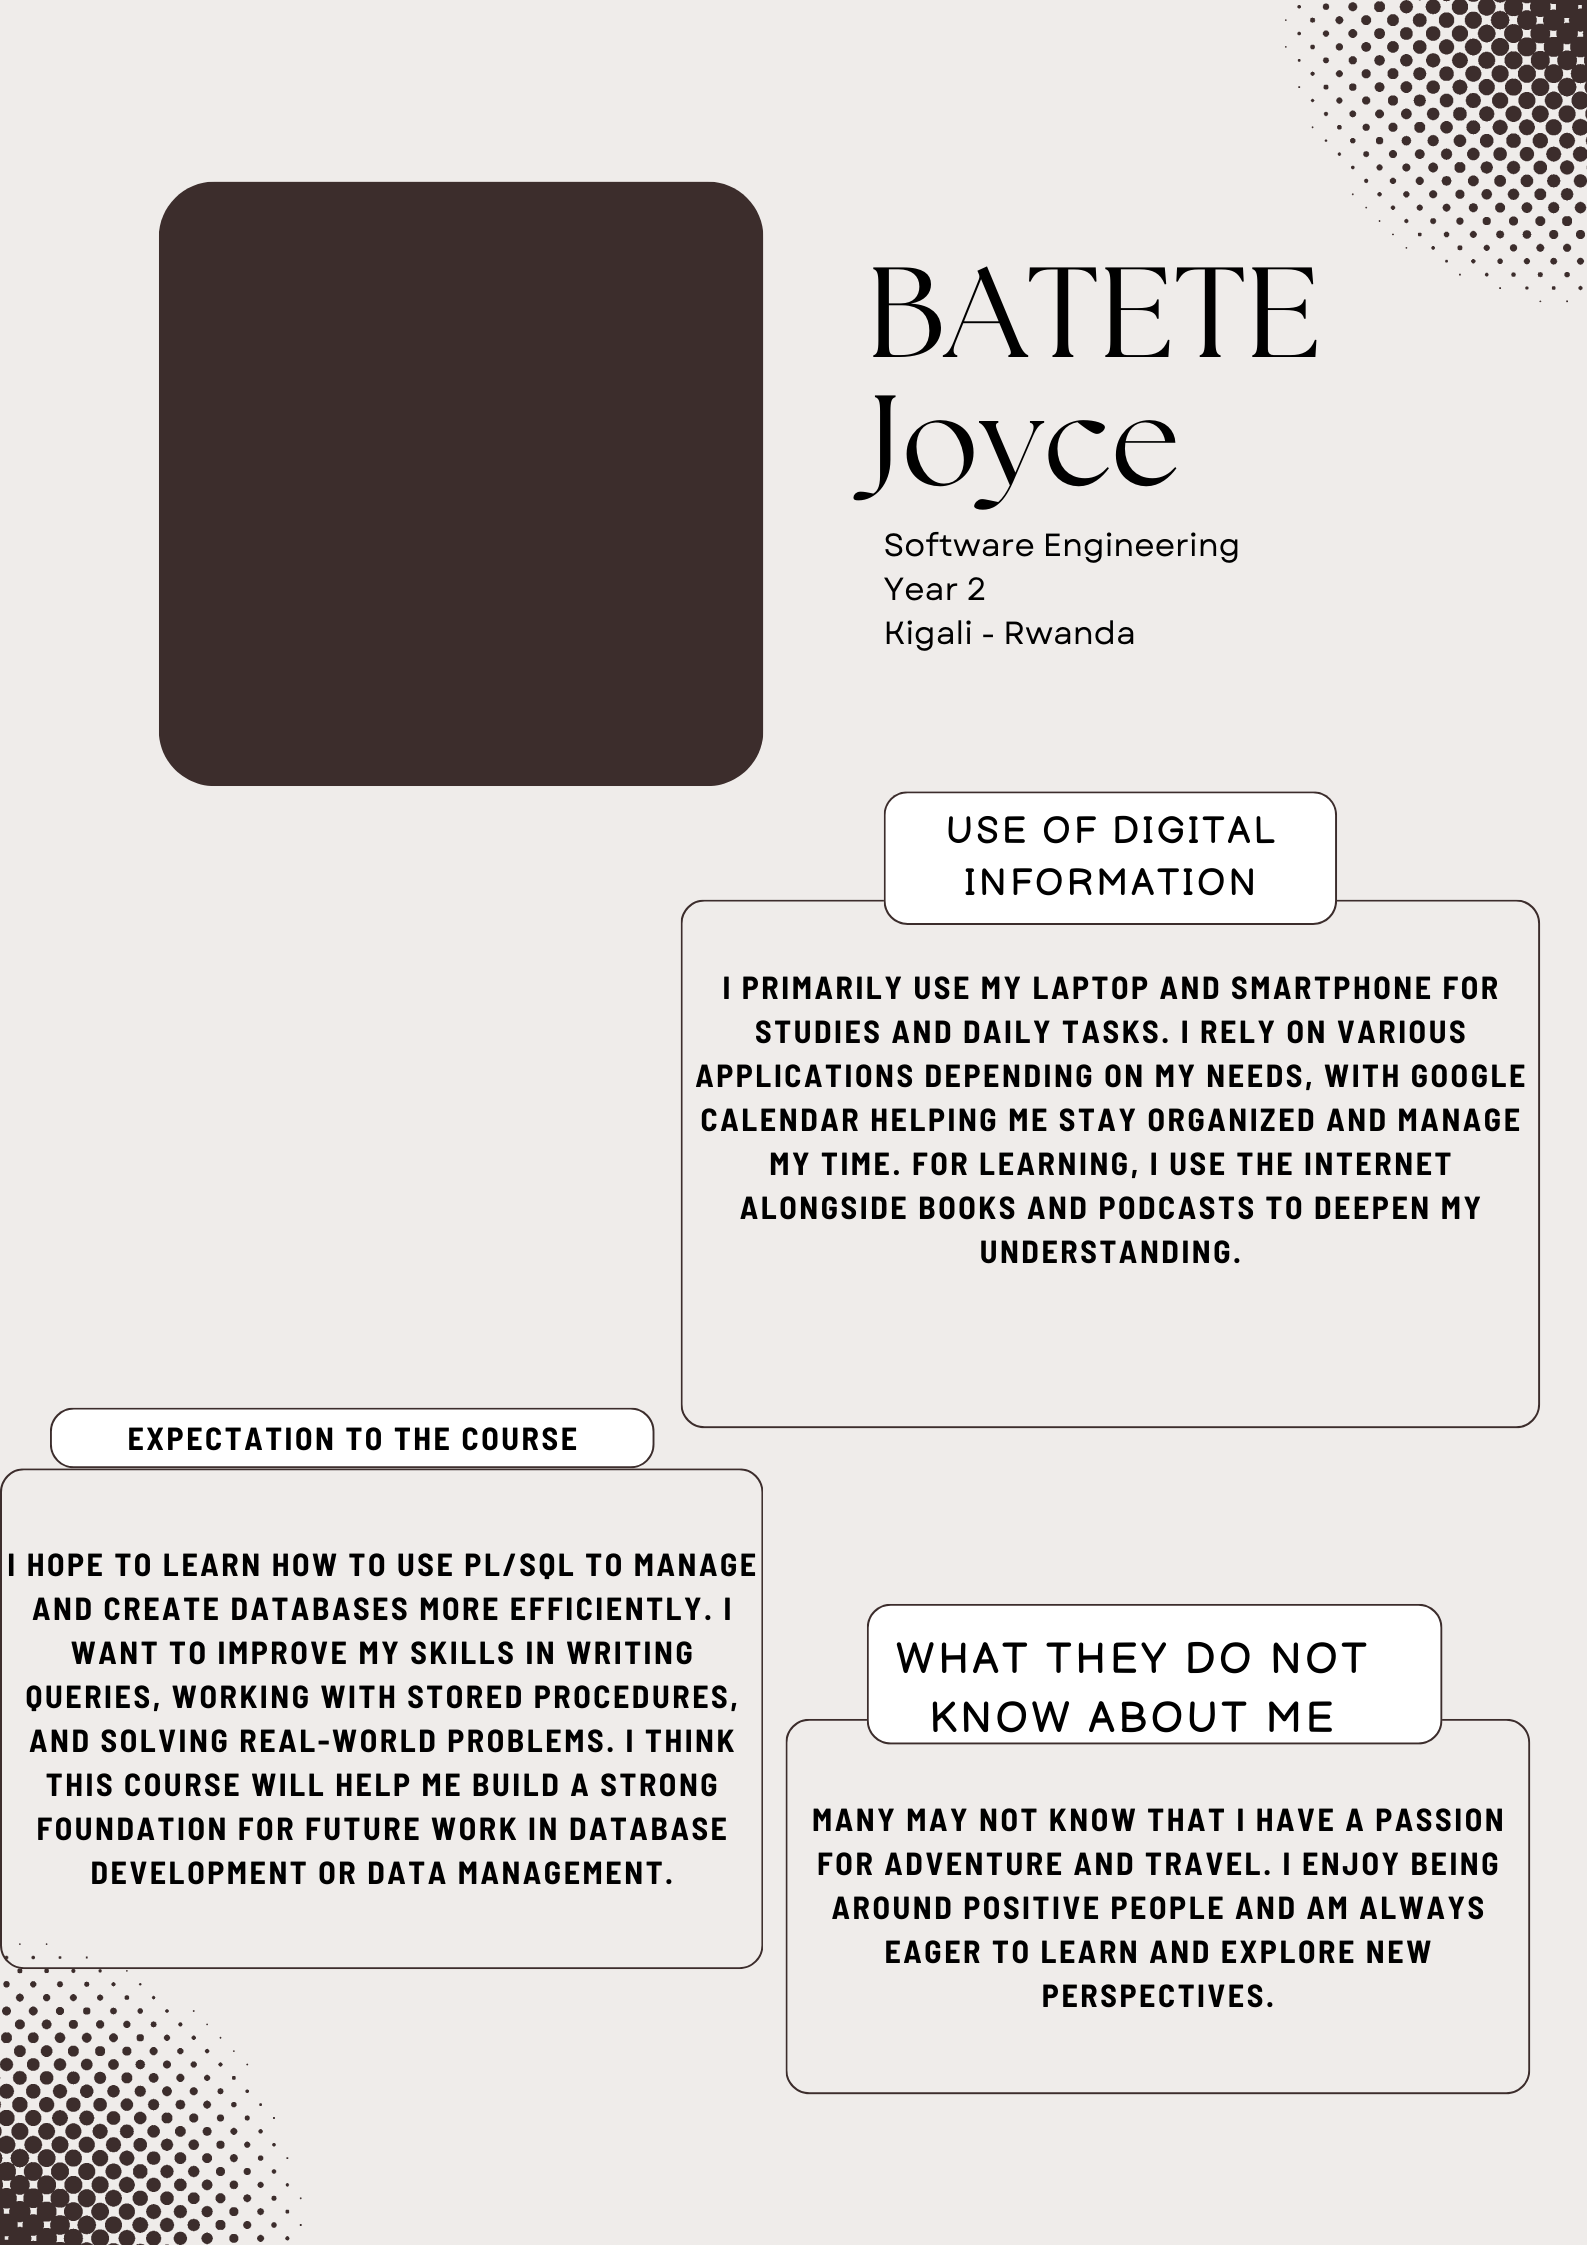 BATETE
Joyce
Software Engineering
Year 2
Kigali - Rwanda
USE OF DIGITAL
INFORMATION
I PRIMARILY USE MY LAPTOP AND SMARTPHONE FOR
STUDIES AND DAILY TASKS. I RELY ON VARIOUS
APPLICATIONS DEPENDING ON MY NEEDS, WITH GOOGLE
CALENDAR HELPING ME STAY ORGANIZED AND MANAGE
MY TIME. FOR LEARNING, I USE THE INTERNET
ALONGSIDE BOOKS AND PODCASTS TO DEEPEN MY
UNDERSTANDING.
EXPECTATION TO THE COURSE
I HOPE TO LEARN HOW TO USE PL/SQL TO MANAGE
AND CREATE DATABASES MORE EFFICIENTLY. I
WANT TO IMPROVE MY SKILLS IN WRITING
QUERIES, WORKING WITH STORED PROCEDURES,
AND SOLVING REAL-WORLD PROBLEMS. I THINK
THIS COURSE WILL HELP ME BUILD A STRONG
FOUNDATION FOR FUTURE WORK IN DATABASE
DEVELOPMENT OR DATA MANAGEMENT.
WHAT THEY DO NOT
KNOW ABOUT ME
MANY MAY NOT KNOW THAT I HAVE A PASSION
FOR ADVENTURE AND TRAVEL. I ENJOY BEING
AROUND POSITIVE PEOPLE AND AM ALWAYS
EAGER TO LEARN AND EXPLORE NEW
PERSPECTIVES.